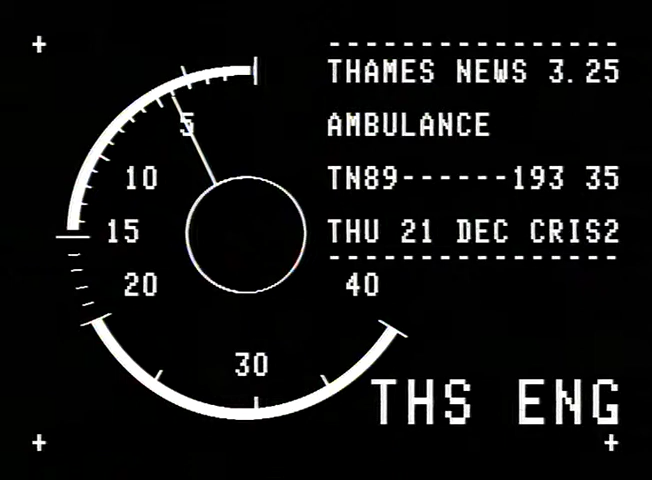 THAMES NEWS 3.25
AMBULANCE
TN89------193 35
THU 21 DEC CRIS2
5
10
15
20
30
40
THS ENG